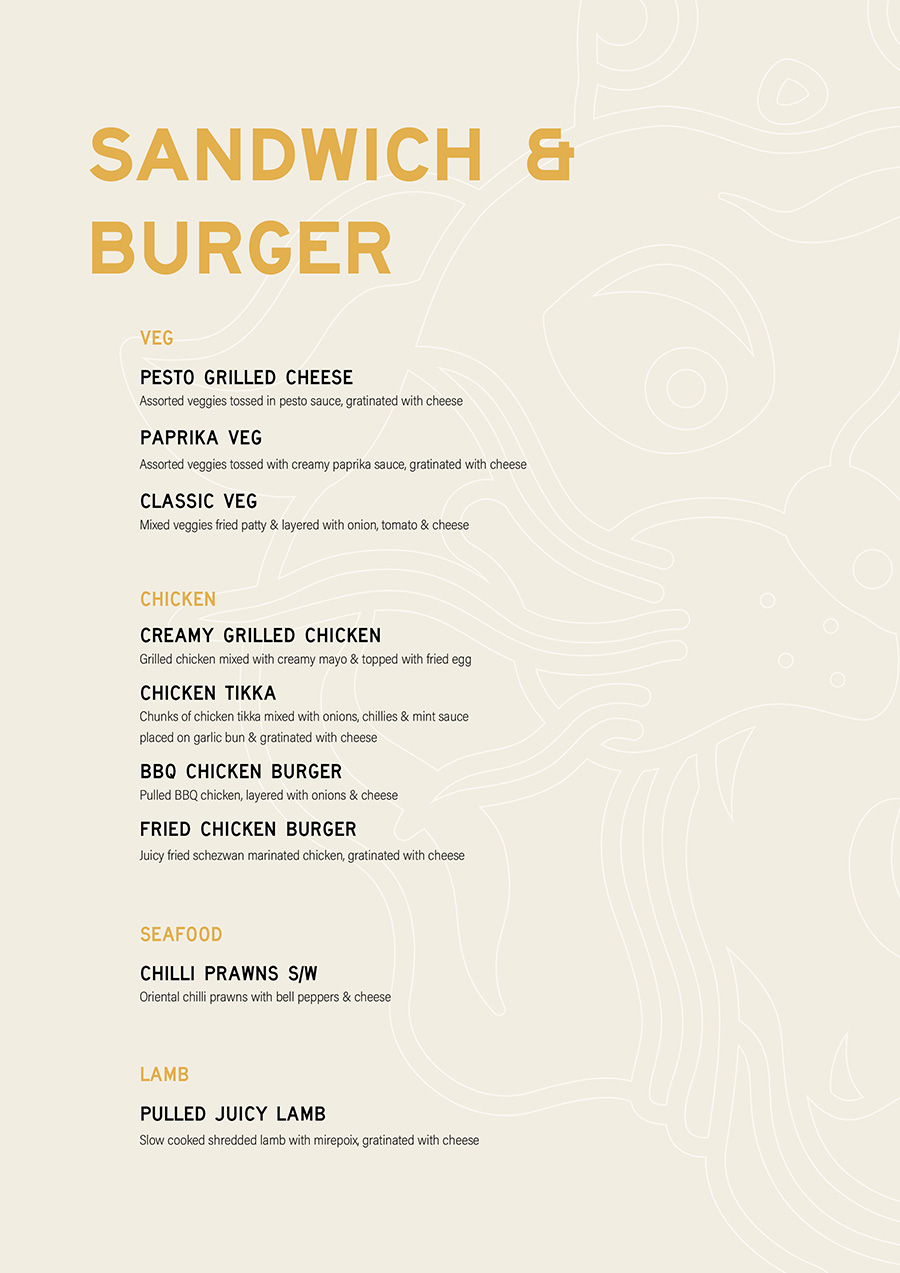 SANDWICH &
BURGER
VEG
PESTO GRILLED CHEESE
Assorted veggies tossed in pesto sauce, gratinated with cheese
PAPRIKA VEG
Assorted veggies tossed with creamy paprika sauce, gratinated with cheese
CLASSIC VEG
Mixed veggies fried patty & layered with onion, tomato & cheese
CHICKEN
CREAMY GRILLED CHICKEN
Grilled chicken mixed with creamy mayo & topped with fried egg
CHICKEN TIKKA
Chunks of chicken tikka mixed with onions, chillies & mint sauce
placed on garlic bun & gratinated with cheese
BBQ CHICKEN BURGER
Pulled BBQ chicken, layered with onions & cheese
FRIED CHICKEN BURGER
Juicy fried schezwan marinated chicken, gratinated with cheese
SEAFOOD
CHILLI PRAWNS S/W
Oriental chilli prawns with bell peppers & cheese
LAMB
PULLED JUICY LAMB
Slow cooked shredded lamb with mirepoix, gratinated with cheese